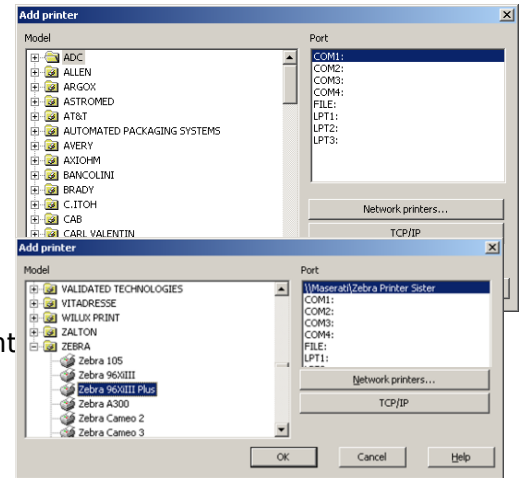 Add printer
Model
Port
ADC
ALLEN
ARGOX
ASTROMED
AT&T
AUTOMATED PACKAGING SYSTEMS
AVERY
AXIOHM
BANCOLINI
BRADY
C.ITOH
CAB
CARL VALENTIN
COM1:
COM2:
COM3:
COM4:
FILE:
LPT1:
LPT2:
LPT3:
Network printers...
TCP/IP
Add printer
Model
Port
VALIDATED TECHNOLOGIES
VITADRESSE
WILUX PRINT
ZALTON
ZEBRA
Zebra 105
Zebra 96XIII
Zebra 96XIII Plus
Zebra A300
Zebra Cameo 2
Zebra Cameo 3
\\Maserati\Zebra Printer Sister
COM1:
COM2:
COM3:
COM4:
FILE:
LPT1:
Network printers...
TCP/IP
OK
Cancel
Help
nt